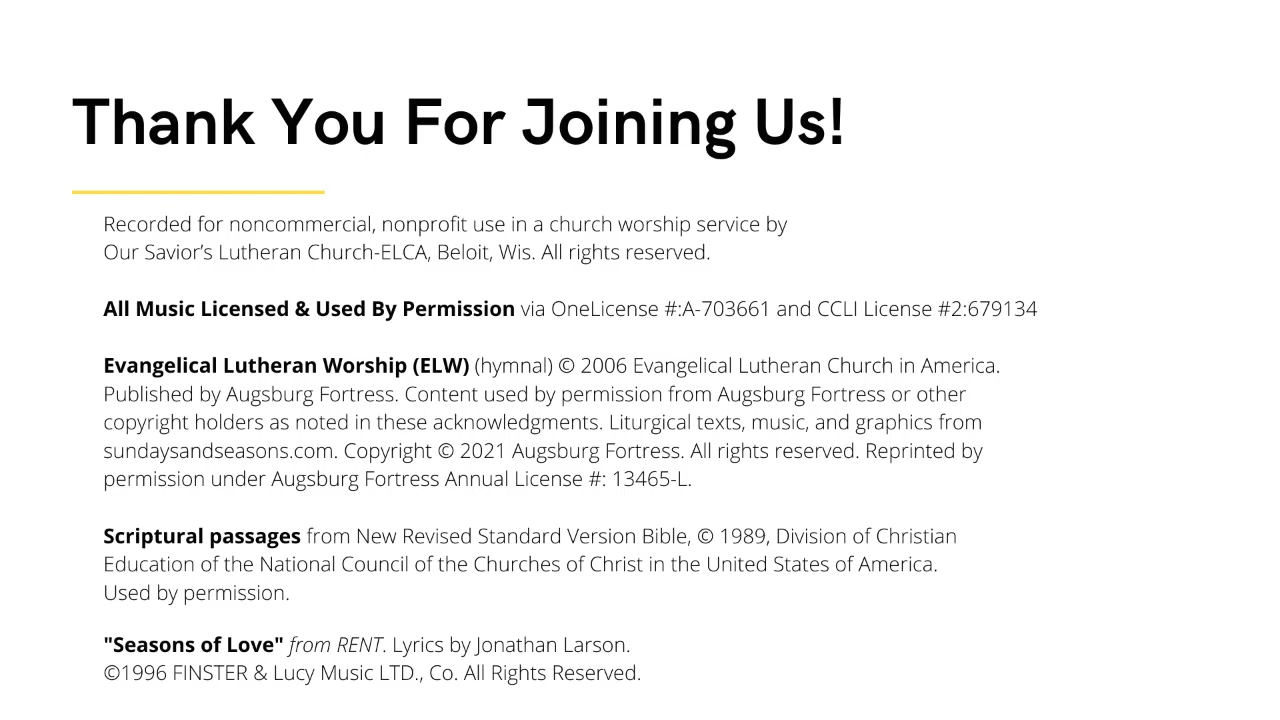 Thank You For Joining Us!
Recorded for noncommercial, nonprofit use in a church worship service by
Our Savior’s Lutheran Church-ELCA, Beloit, Wis. All rights reserved.
All Music Licensed & Used By Permission via OneLicense #:A-703661 and CCLI License #2:679134
Evangelical Lutheran Worship (ELW) (hymnal) © 2006 Evangelical Lutheran Church in America.
Published by Augsburg Fortress. Content used by permission from Augsburg Fortress or other
copyright holders as noted in these acknowledgments. Liturgical texts, music, and graphics from
sundaysandseasons.com. Copyright © 2021 Augsburg Fortress. All rights reserved. Reprinted by
permission under Augsburg Fortress Annual License #: 13465-L.
Scriptural passages from New Revised Standard Version Bible, © 1989, Division of Christian
Education of the National Council of the Churches of Christ in the United States of America.
Used by permission.
"Seasons of Love" from RENT. Lyrics by Jonathan Larson.
©1996 FINSTER & Lucy Music LTD., Co. All Rights Reserved.